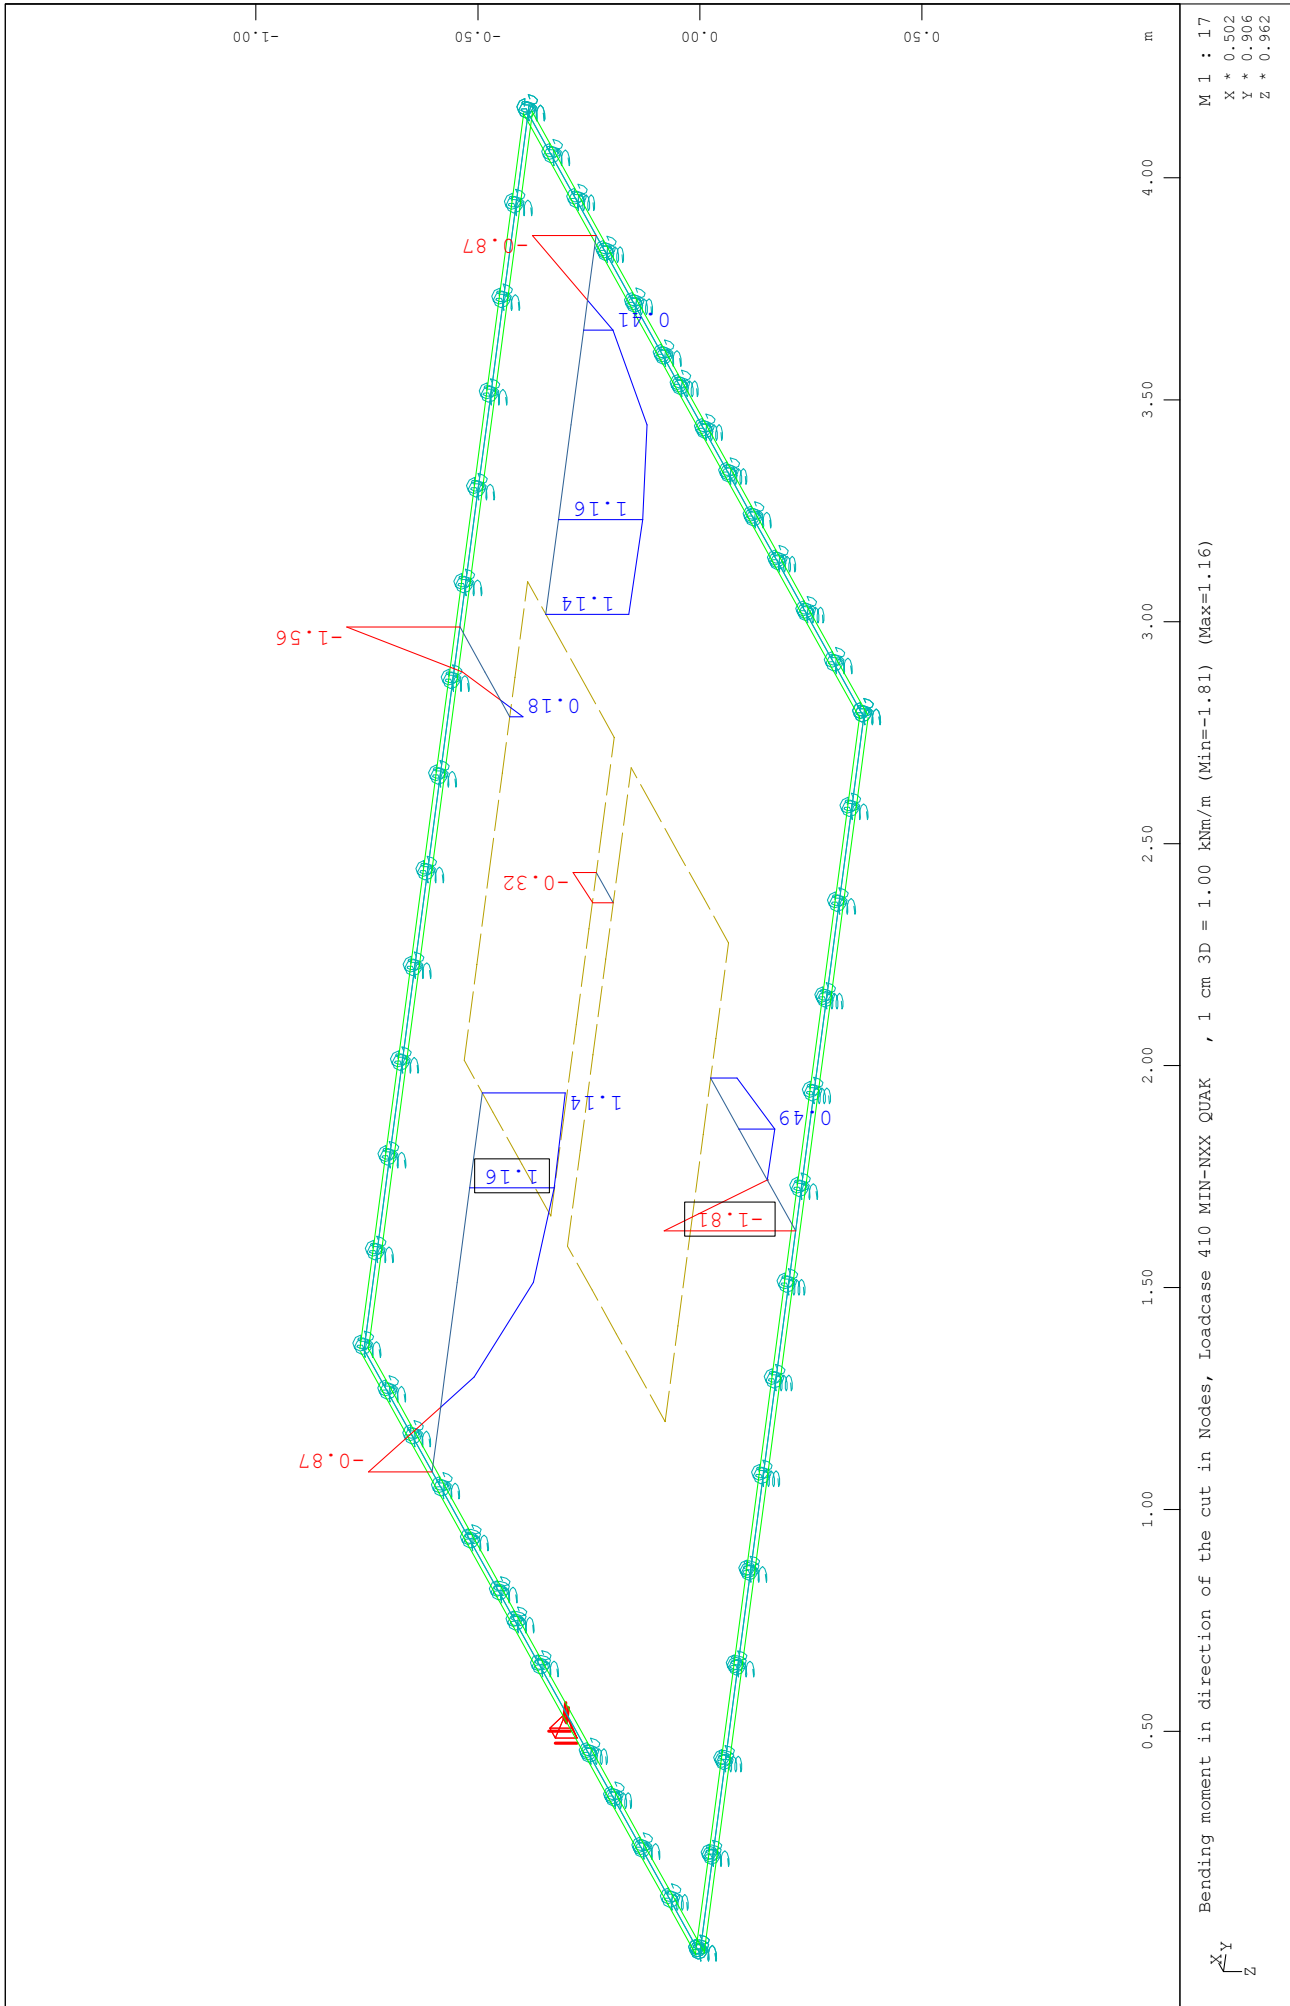 -1.00
-0.50
0.00
0.50
m
4.00
3.50
3.00
2.50
2.00
1.50
1.00
0.50
-0.87
0.41
1.16
1.14
-1.56
0.18
-0.32
1.14
1.16
0.49
-1.81
-0.87
M 1 : 17
X * 0.502
Y * 0.906
Z * 0.962
Bending moment in direction of the cut in Nodes, Loadcase 410 MIN-NXX QUAK , 1 cm 3D = 1.00 kNm/m (Min=-1.81) (Max=1.16)
X
Y
Z